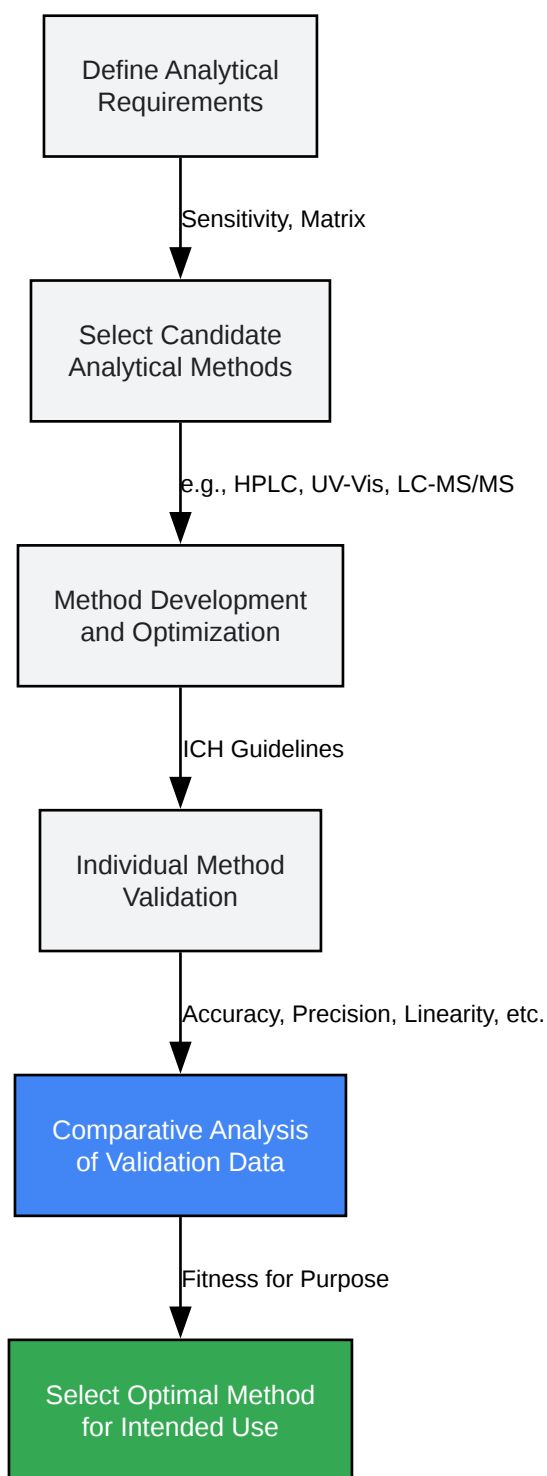 Define Analytical
Requirements
Sensitivity, Matrix
Select Candidate
Analytical Methods
e.g., HPLC, UV-Vis, LC-MS/MS
Method Development
and Optimization
ICH Guidelines
Individual Method
Validation
Accuracy, Precision, Linearity, etc.
Comparative Analysis
of Validation Data
Fitness for Purpose
Select Optimal Method
for Intended Use